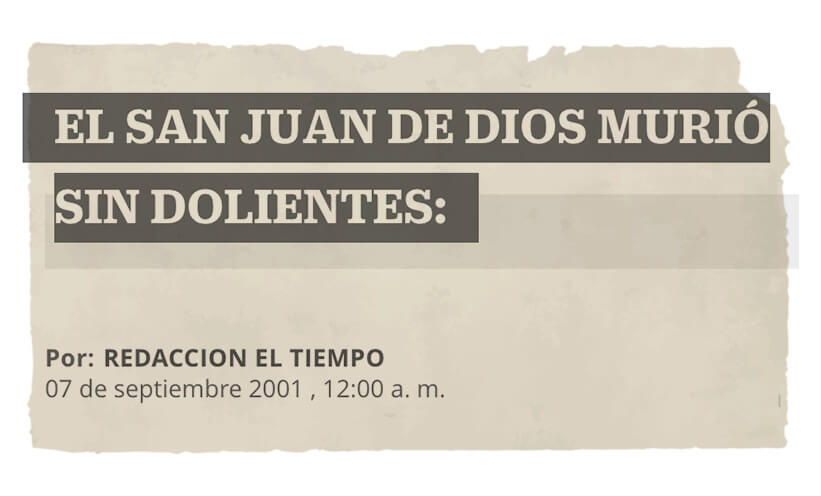 EL SAN JUAN DE DIOS MURIÓ
SIN DOLIENTES:
Por: REDACCION EL TIEMPO
07 de septiembre 2001 , 12:00 a. m.